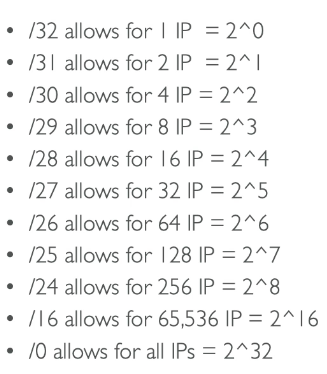 • /32 allows for 1 IP = 2^0
• /31 allows for 2 IP = 2^1
• /30 allows for 4 IP = 2^2
• /29 allows for 8 IP = 2^3
• /28 allows for 16 IP = 2^4
• /27 allows for 32 IP = 2^5
• /26 allows for 64 IP = 2^6
• /25 allows for 128 IP = 2^7
• /24 allows for 256 IP = 2^8
• /16 allows for 65,536 IP = 2^16
• /0 allows for all IPs = 2^32